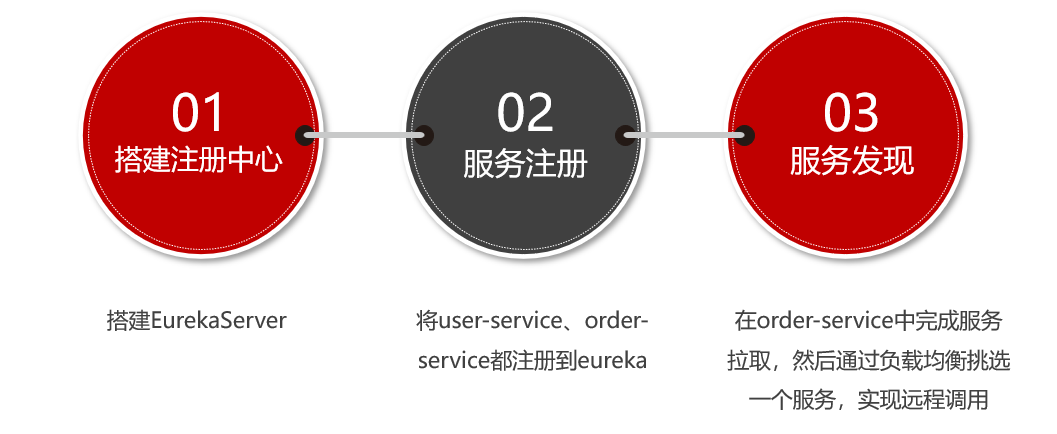 01
搭建注册中心
02
服务注册
03
服务发现
搭建EurekaServer
将user-service、order-
service都注册到eureka
在order-service中完成服务
拉取，然后通过负载均衡挑选
一个服务，实现远程调用